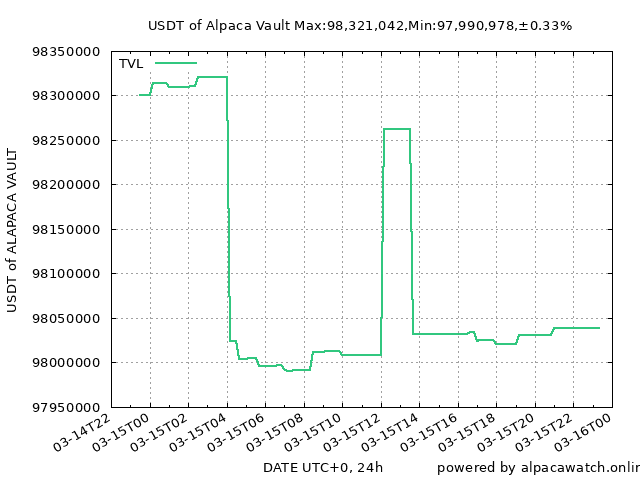 USDT of Alpaca Vault Max:98,321,042,Min:97,990,978,±0.33%
TVL
98350000
98300000
98250000
98200000
98150000
98100000
98050000
98000000
97950000
USDT of ALAPACA VAULT
03-14T22
03-15T00
03-15T02
03-15T04
03-15T06
03-15T08
03-15T10
03-15T12
03-15T14
03-15T16
03-15T18
03-15T20
03-15T22
03-16T00
DATE UTC+0, 24h
powered by alpacawatch.onlin